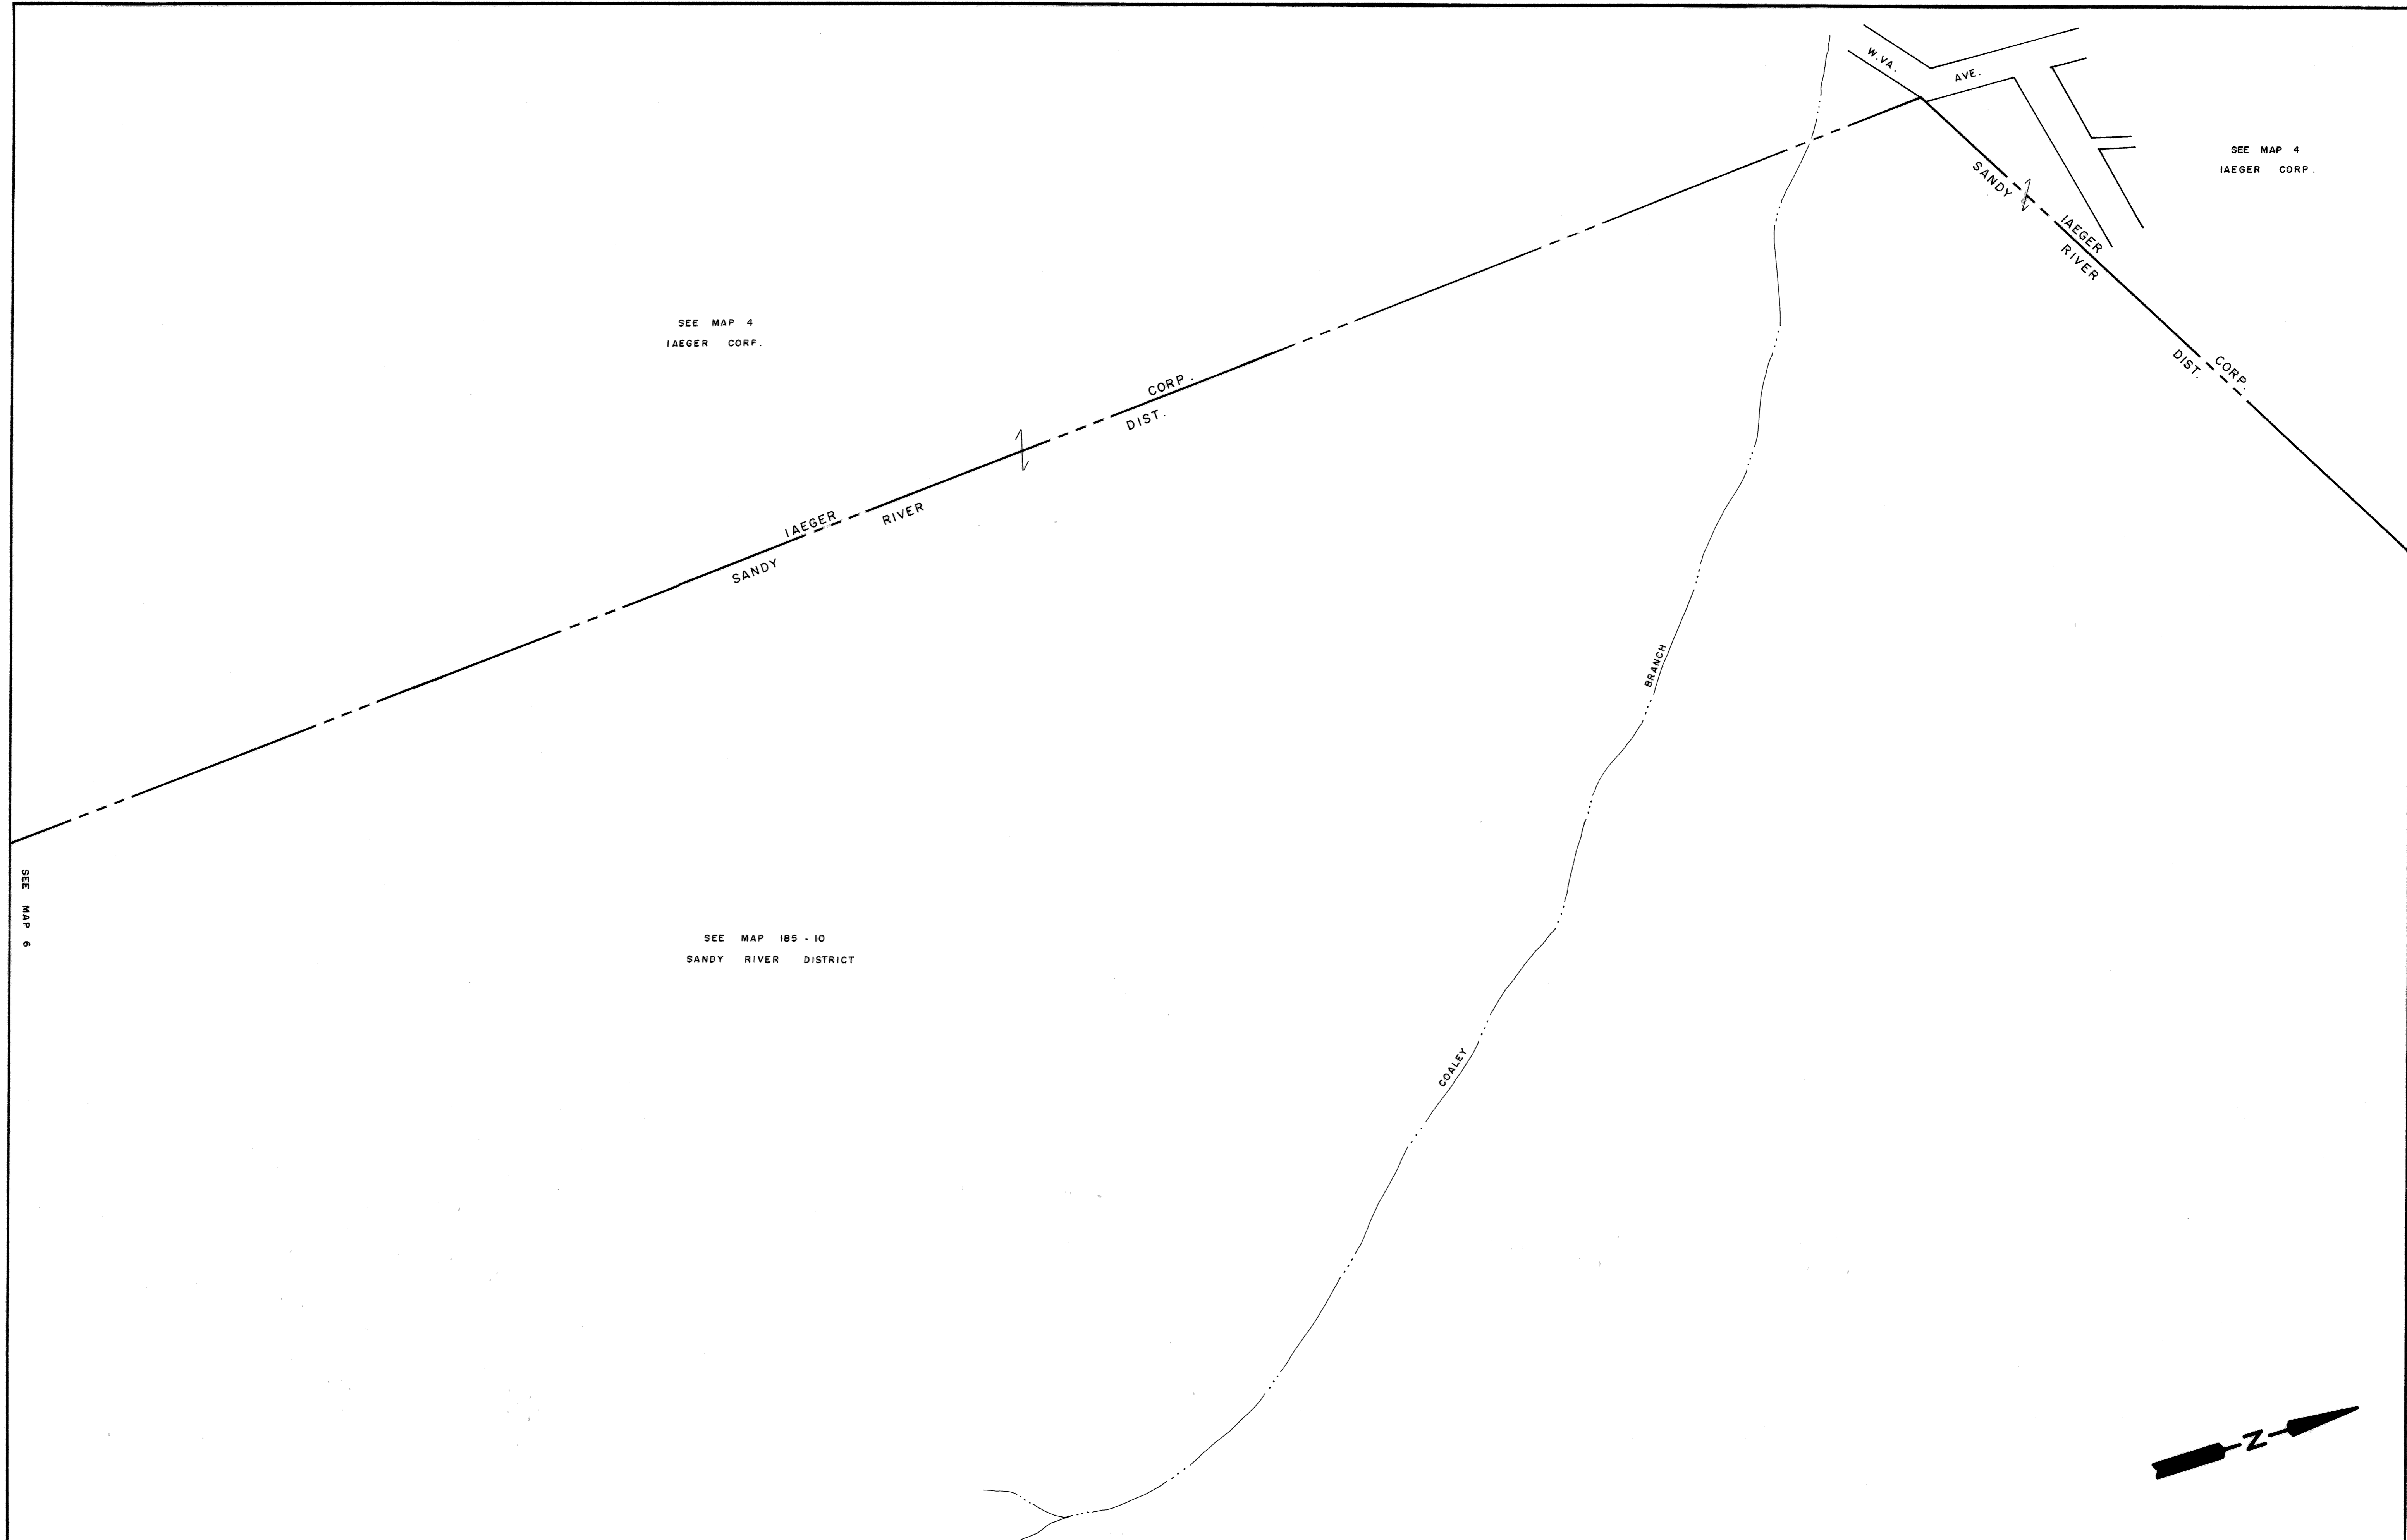 W.VA. AVE.
SEE MAP 4
IAEGER CORP.
SANDY RIVER DIST.
IAEGER CORP.
SEE MAP 4
IAEGER CORP.
IAEGER CORP.
SANDY RIVER DIST.
BRANCH
SEE MAP 6
SEE MAP 185 - 10
SANDY RIVER DISTRICT
COALEY
N